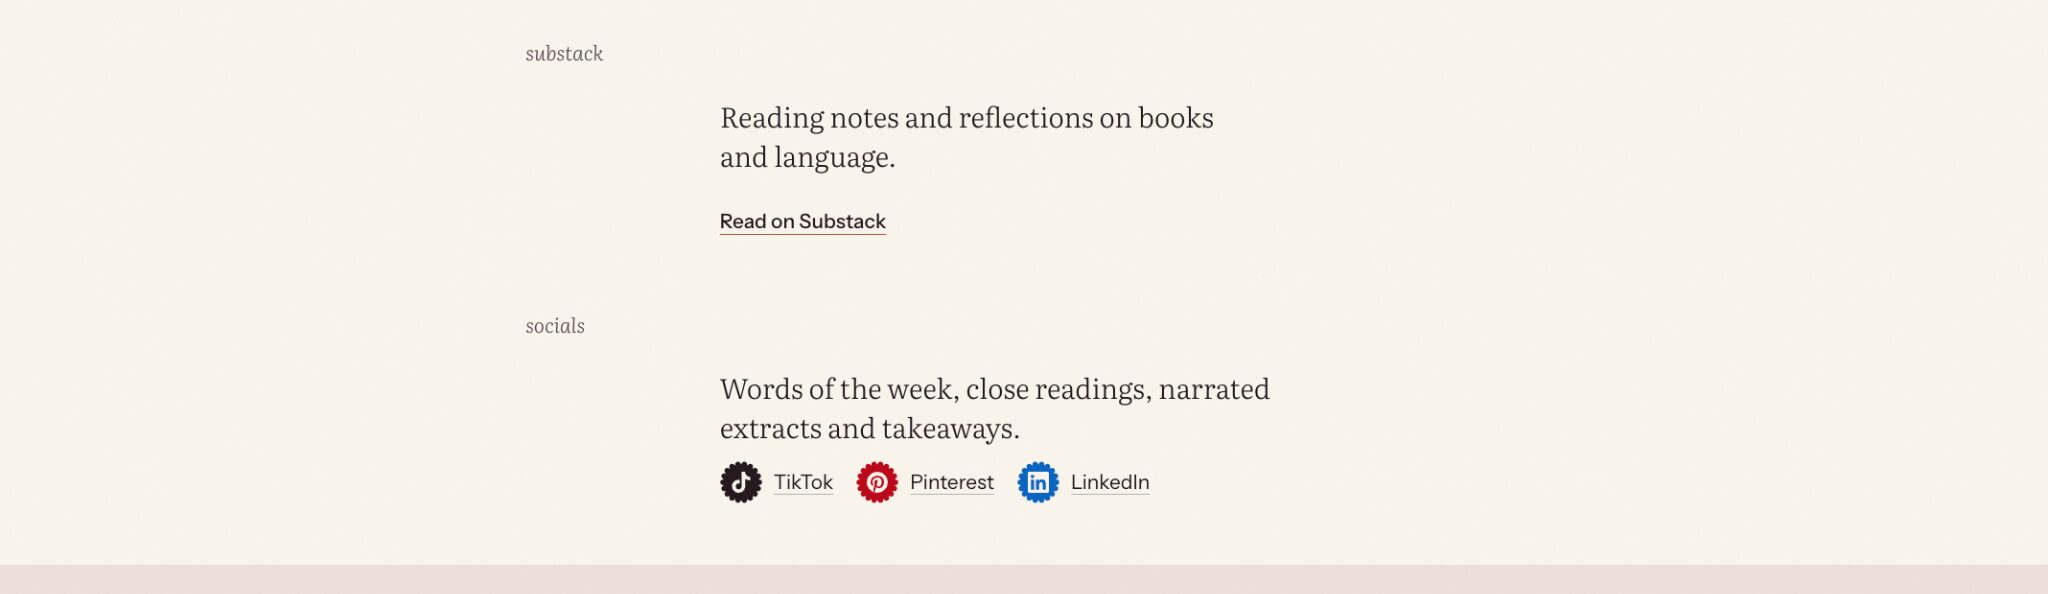 substack
Reading notes and reflections on books
and language.
Read on Substack
socials
Words of the week, close readings, narrated
extracts and takeaways.
TikTok Pinterest in LinkedIn